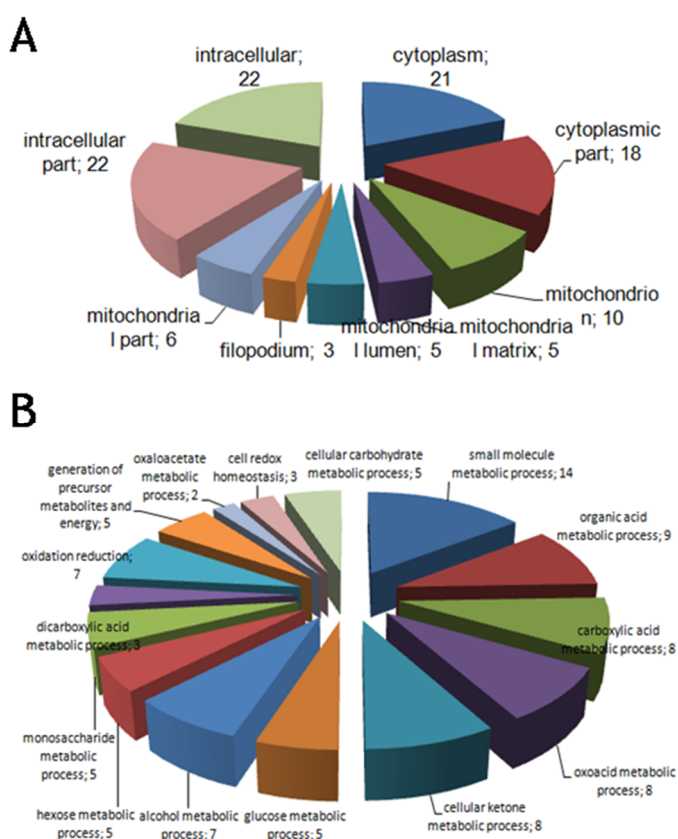 A
intracellular;
22
cytoplasm;
21
intracellular
part; 22
cytoplasmic
part; 18
mitochondrio
n; 10
mitochondria
l part; 6
filopodium; 3
mitochondria
l lumen; 5
mitochondria
l matrix; 5
B
generation of
precursor
metabolites and
energy; 5
oxaloacetate
metabolic
process; 2
cell redox
homeostasis; 3
cellular carbohydrate
metabolic process; 5
small molecule
metabolic process; 14
organic acid
metabolic process; 9
oxidation reduction;
7
dicarboxylic acid
metabolic process; 3
carboxylic acid
metabolic process; 8
monosaccharide
metabolic
process; 5
oxoacid metabolic
process; 8
hexose metabolic
process; 5
alcohol metabolic
process; 7
glucose metabolic
process; 5
cellular ketone
metabolic process; 8